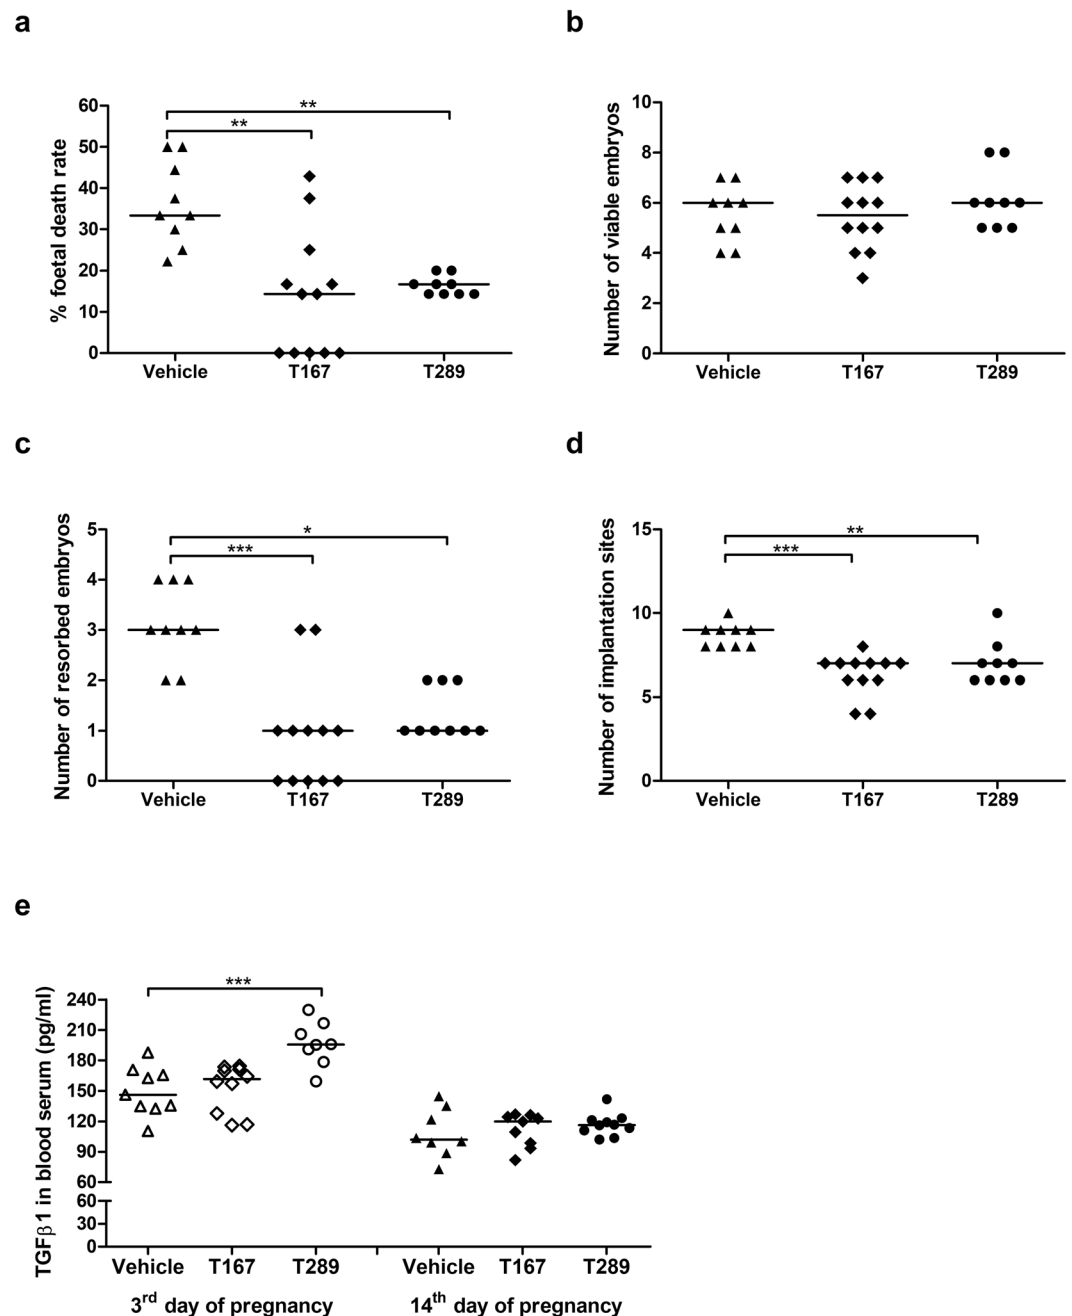 a
% foetal death rate
60
50
40
30
20
10
0
**
**
Vehicle T167 T289
b
Number of viable embryos
10
8
6
4
2
0
Vehicle T167 T289
c
Number of resorbed embryos
5
4
3
2
1
0
*
***
Vehicle T167 T289
d
Number of implantation sites
15
10
5
0
**
***
Vehicle T167 T289
e
TGFβ1 in blood serum (pg/ml)
240
210
180
150
120
90
60
60
30
0
***
Vehicle T167 T289 Vehicle T167 T289
3rd day of pregnancy 14th day of pregnancy